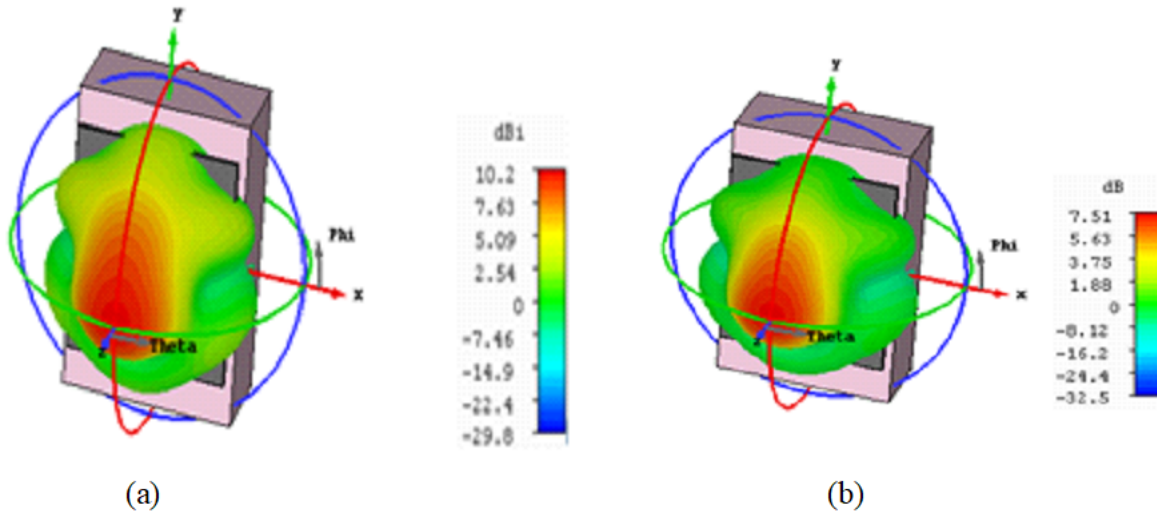 Y
dBi
10.2
7.63
5.09
2.54
0
-7.46
-14.9
-22.4
-29.8
Phi
x
Theta
z
(a)
Y
dB
7.51
5.63
3.75
1.88
0
-8.12
-16.2
-24.4
-32.5
Phi
x
Theta
z
(b)